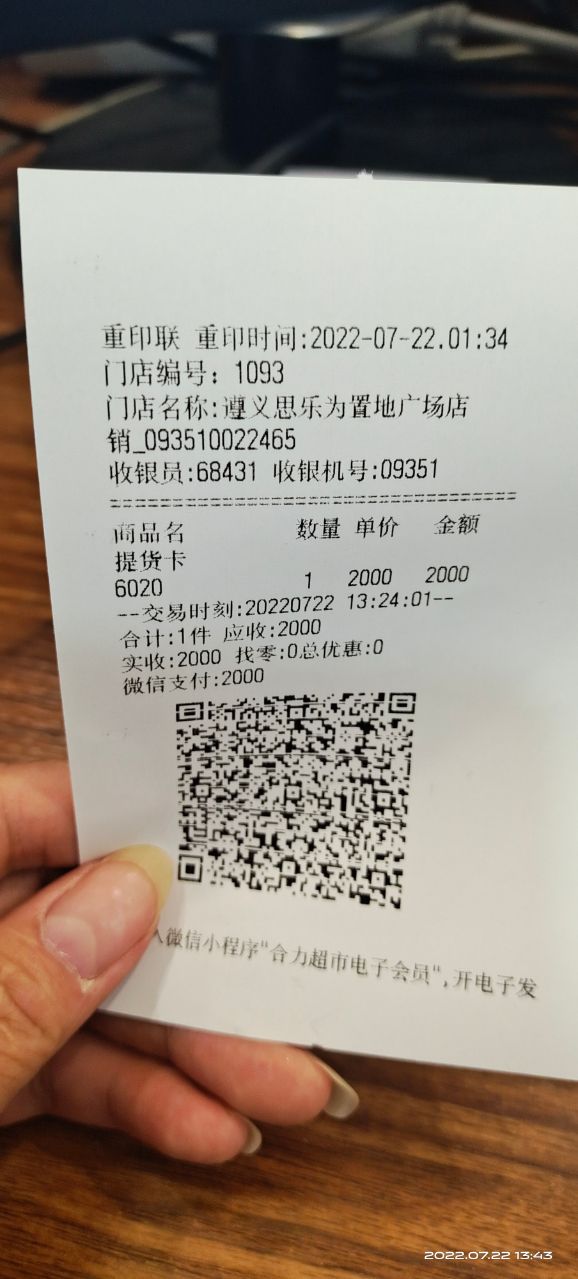 重印联 重印时间:2022-07-22.01:34
门店编号: 1093
门店名称:遵义思乐为置地广场店
销_093510022465
收银员:68431 收银机号:09351
商品名 数量 单价 金额
提货卡
6020 1 2000 2000
--交易时刻:20220722 13:24:01--
合计:1件 应收:2000
实收:2000 找零:0总优惠:0
微信支付:2000
入微信小程序"合力超市电子会员",开电子发
2022.07.22 13:43